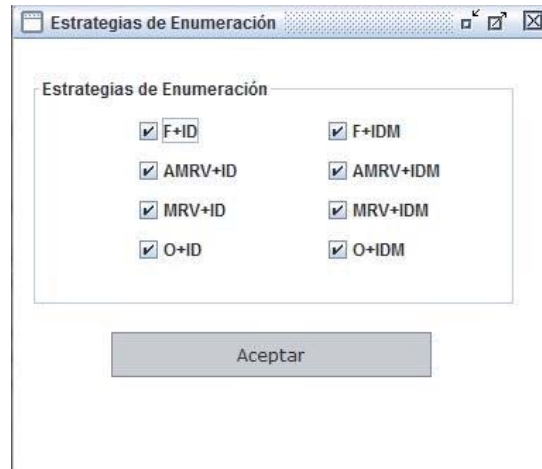 Estrategias de Enumeración
Estrategias de Enumeración
F+ID F+IDM
AMRV+ID AMRV+IDM
MRV+ID MRV+IDM
O+ID O+IDM
Aceptar